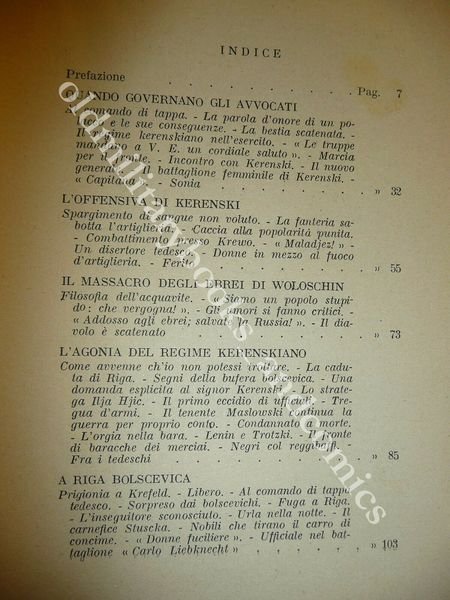 INDICE
Prefazione . . . . . . . . . . Pag. 7
QUANDO GOVERNANO GLI AVVOCATI
Al comando di tappa. - La parola d'onore di un po-
e le sue conseguenze. - La bestia scatenata. -
Il regime kerenskiano nell'esercito. - « Le truppe
mandano a V. E. un cordiale saluto ». - Marcia
per il fronte. - Incontro con Kerenski. - Il nuovo
generale. - Il battaglione femminile di Kerenski. -
« Capitano ». - Sonia . . . . . . . » 32
L'OFFENSIVA DI KERENSKI
Spargimento di sangue non voluto. - La fanteria sa-
botta l'artiglieria. - Caccia alla popolarità punita.
- Combattimenti presso Krewo. - « Maladjez! » -
Un disertore tedesco. - Donne in mezzo al fuoco
d'artiglieria. - Ferito . . . . . . » 55
IL MASSACRO DEGLI EBREI DI WOLOSCHIN
Filosofia dell'acquavite. - « Siamo un popolo stupi-
do: che vergogna! ». - Gli umori si fanno critici. -
« Addosso agli ebrei; salvate la Russia! ». - Il dia-
volo è scatenato . . . . . . . . » 73
L'AGONIA DEL REGIME KERENSKIANO
Come avvenne ch'io non potessi trottare. - La cadu-
ta di Riga. - Segni della bufera bolscevica. - Una
domanda esplicita al signor Kerenski. - Lo strate-
ga Ilja Hjic. - Il primo eccidio di ufficiali. - Tre-
gua d'armi. - Il tenente Maslowski continua la
guerra per proprio conto. - Condannato a morte.
- L'orgia nella bara. - Lenin e Trotzki. - Il fronte
di baracche dei merciai. - Negri col
Fra i tedeschi . . . . . . . . . » 85
A RIGA BOLSCEVICA
Prigionia a Krefeld. - Libero. - Al comando di tappa
tedesco. - Sorpreso dai bolscevichi. - Fuga a Riga.
- L'inseguitore sconosciuto. - Urla nella notte. - Il
carnefice Stuscka. - Nobili che tirano il carro di
concime. - « Donne fuciliere ». - Ufficiale nel bat-
taglione « Carlo Liebknecht » . . . . . » 103
oldmilitarybooks_and_comics